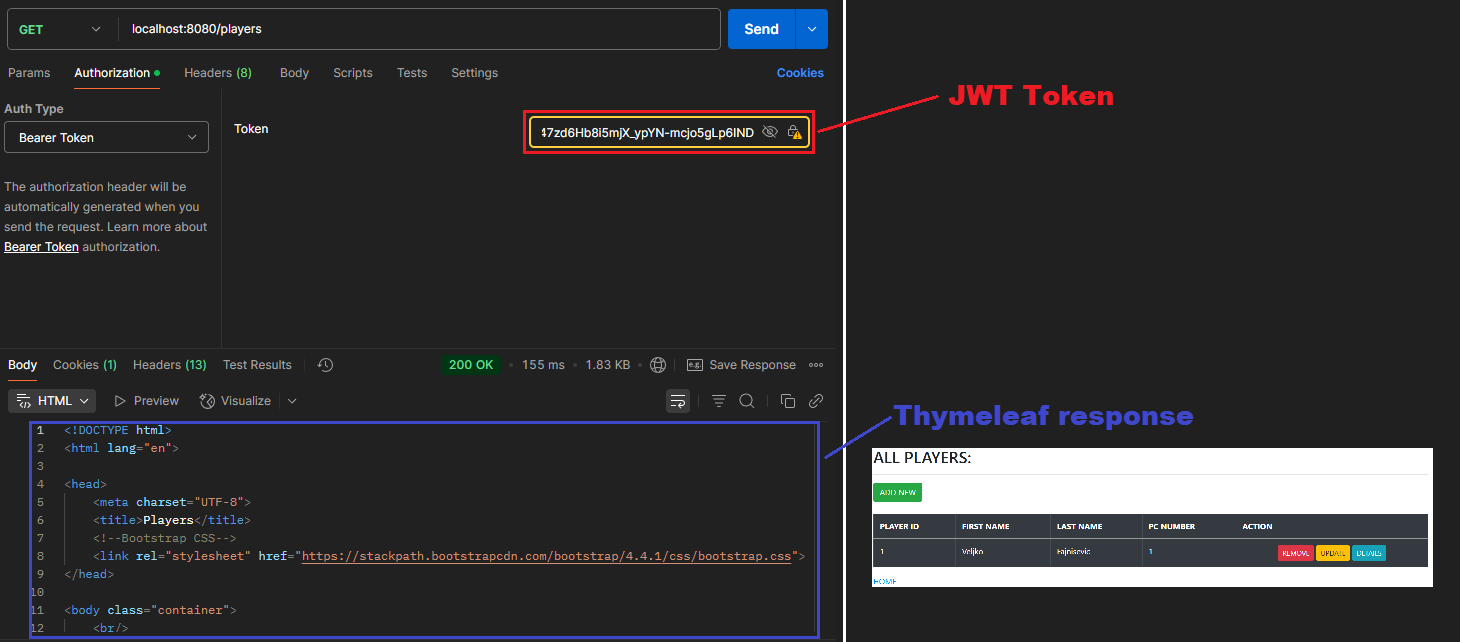 GET localhost:8080/players Send
Params Authorization Headers (8) Body Scripts Tests Settings Cookies
Auth Type
Bearer Token
The authorization header will be
automatically generated when you
send the request. Learn more about
Bearer Token authorization.
Token
47zd6Hb8i5mjX_ypYN-mcjo5gLp6IND
JWT Token
Body Cookies (1) Headers (13) Test Results 200 OK 155 ms 1.83 KB Save Response
HTML Preview Visualize
1 <!DOCTYPE html>
2 <html lang="en">
3
4 <head>
5 <meta charset="UTF-8">
6 <title>Players</title>
7 <!--Bootstrap CSS-->
8 <link rel="stylesheet" href="https://stackpath.bootstrapcdn.com/bootstrap/4.4.1/css/bootstrap.css">
9 </head>
10
11 <body class="container">
12 <br/>
Thymeleaf response
ALL PLAYERS:
ADD NEW
PLAYER ID FIRST NAME LAST NAME PC NUMBER ACTION
1 Veljko Fajnisevic 1 REMOVE UPDATE DETAILS
HOME